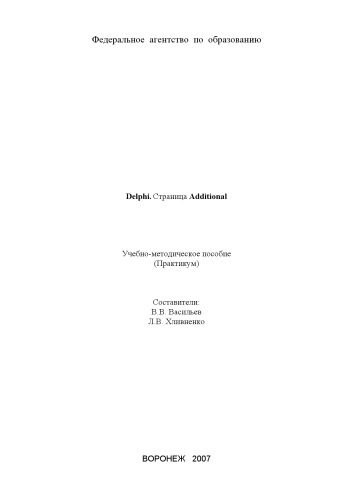 Федеральное агентство по образованию
Delphi. Страница Additional
Учебно-методическое пособие
(Практикум)
Составители:
В.В. Васильев
Л.В. Хливненко
ВОРОНЕЖ 2007